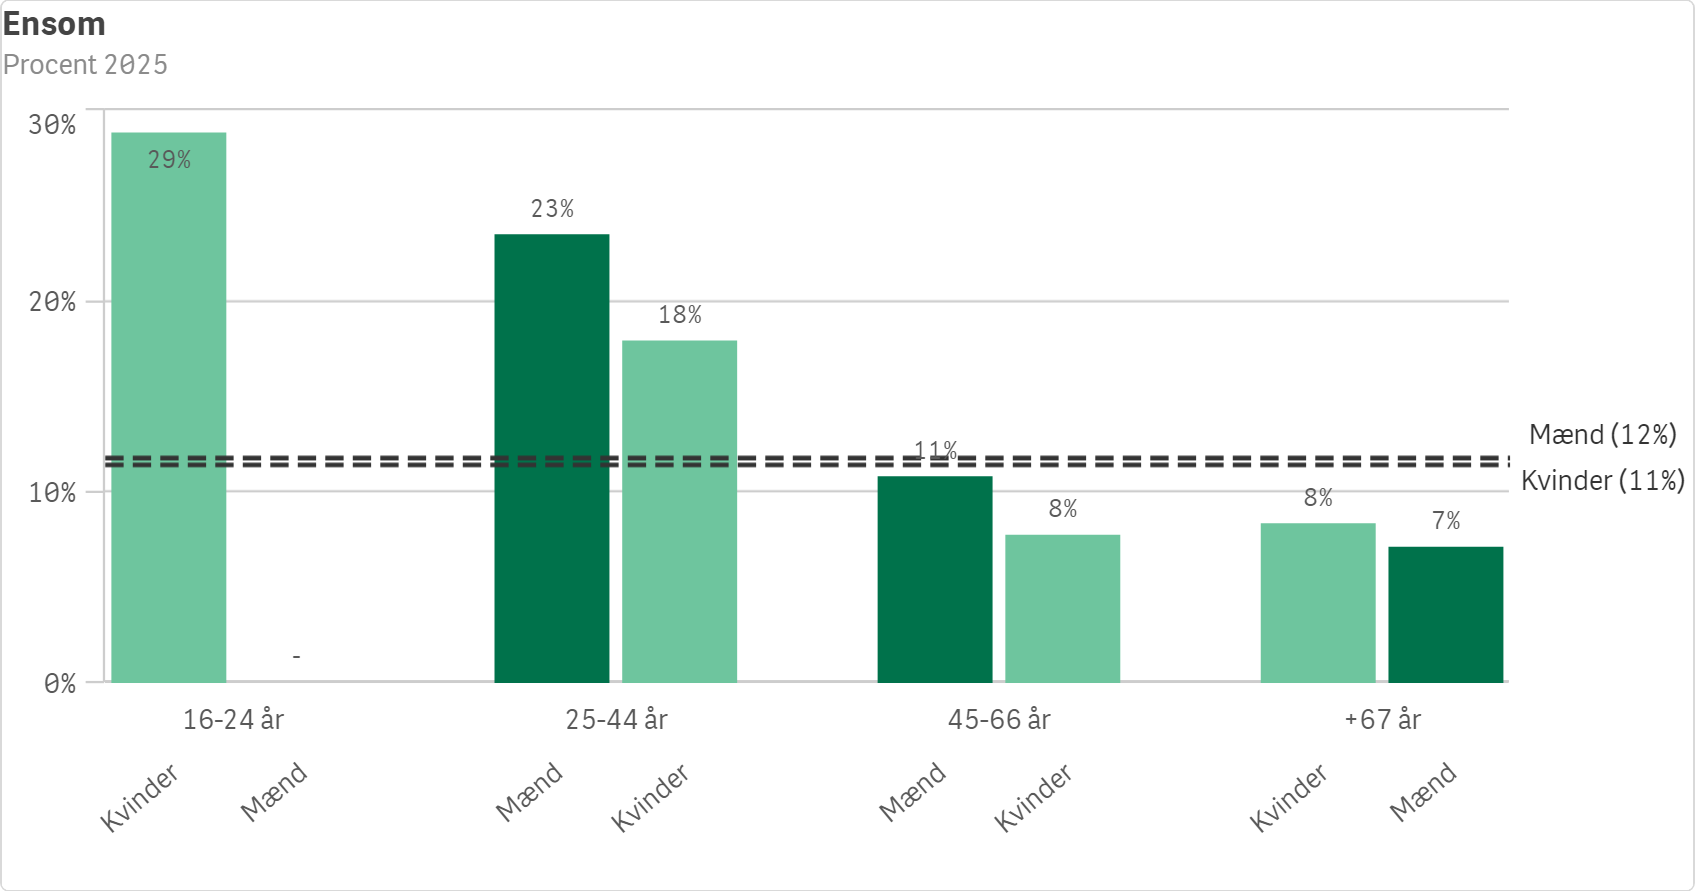 Ensom
Procent 2025
30%
20%
10%
0%
29%
-
23%
18%
11%
8%
8%
7%
Mænd (12%)
Kvinder (11%)
16-24 år
25-44 år
45-66 år
+67 år
Kvinder
Mænd
Mænd
Kvinder
Mænd
Kvinder
Kvinder
Mænd